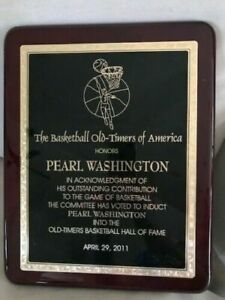 The Basketball Old-Timers of America
HONORS
PEARL WASHINGTON
IN ACKNOWLEDGMENT OF
HIS OUTSTANDING CONTRIBUTION
TO THE GAME OF BASKETBALL
THE COMMITTEE HAS VOTED TO INDUCT
PEARL WASHINGTON
INTO THE
OLD-TIMERS BASKETBALL HALL OF FAME
APRIL 29, 2011